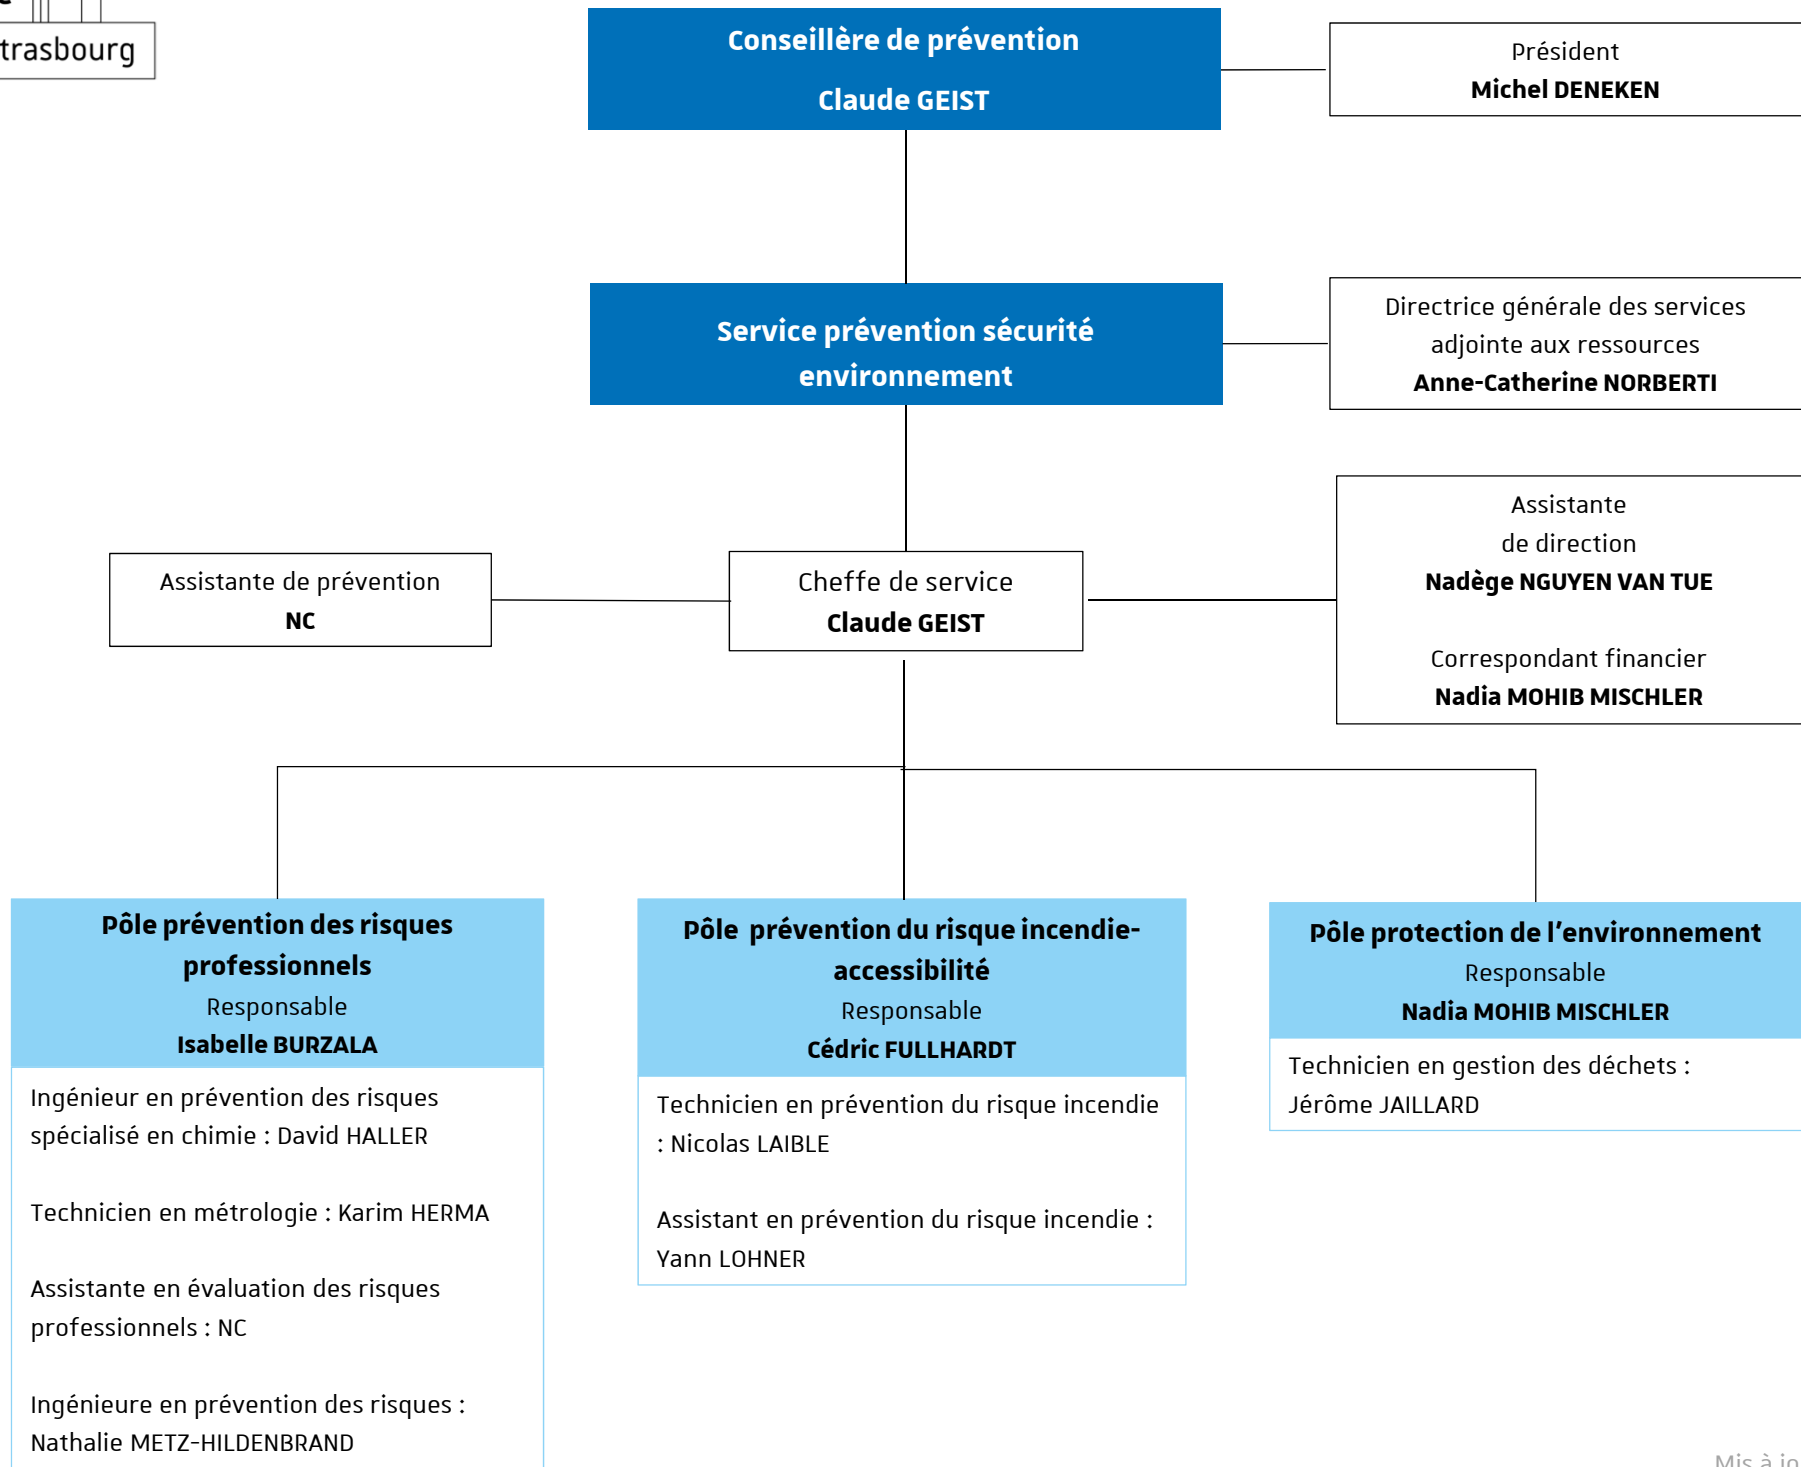 trasbourg
Conseillère de prévention
Claude GEIST
Président
Michel DENEKEN
Service prévention sécurité
environnement
Directrice générale des services
adjointe aux ressources
Anne-Catherine NORBERTI
Assistante de prévention
NC
Cheffe de service
Claude GEIST
Assistante
de direction
Nadège NGUYEN VAN TUE
Correspondant financier
Nadia MOHIB MISCHLER
Pôle prévention des risques
professionnels
Responsable
Isabelle BURZALA
Ingénieur en prévention des risques
spécialisé en chimie : David HALLER
Technicien en métrologie : Karim HERMA
Assistante en évaluation des risques
professionnels : NC
Ingénieure en prévention des risques :
Nathalie METZ-HILDENBRAND
Pôle prévention du risque incendie-
accessibilité
Responsable
Cédric FULLHARDT
Technicien en prévention du risque incendie
: Nicolas LAIBLE
Assistant en prévention du risque incendie :
Yann LOHNER
Pôle protection de l'environnement
Responsable
Nadia MOHIB MISCHLER
Technicien en gestion des déchets :
Jérôme JAILLARD
Mis à jo